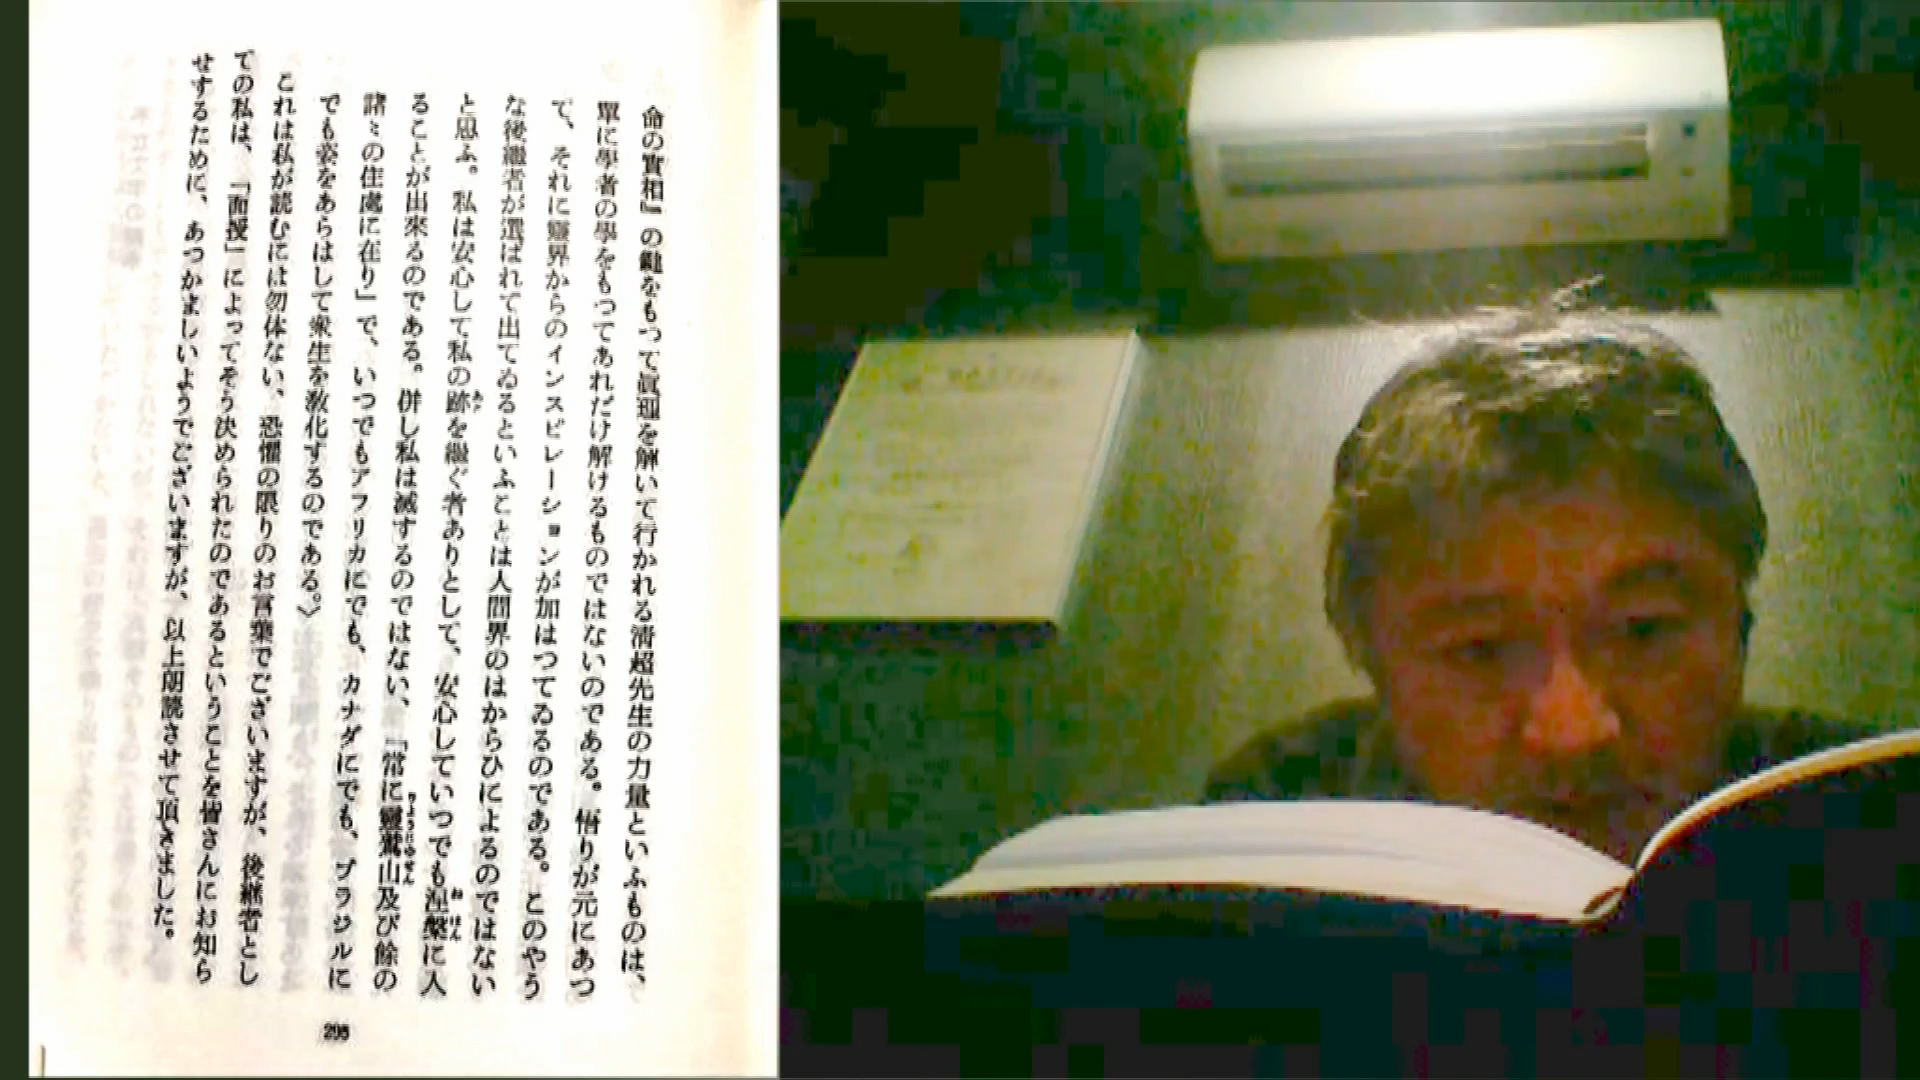 命の實相』の鍵をもって眞理を解いて行かれる清超先生の力量といふものは、
單に學者の學をもつてあれだけ解けるものではないのである。悟りが元にあつ
て、それに靈界からのインスピレーションが加はつてゐるのである。このやう
な後繼者が選ばれて出てゐるといふことは人間界のはからひによるのではない
と思ふ。私は安心して私の跡を繼ぐ者ありとして、安心していつでも涅槃に入
ることが出來るのである。併し私は滅するのではない、「常に靈鷲山及び餘の
諸〻の住處に在り」で、いつでもアフリカにでも、カナダにでも、ブラジルに
でも姿をあらはして衆生を敎化するのである。〉
これは私が読むには勿体ない、恐懼の限りのお言葉でございますが、後継者とし
ての私は、「面授」によってそう決められたのであるということを皆さんにお知ら
せするために、あつかましいようでございますが、以上朗読させて頂きました。